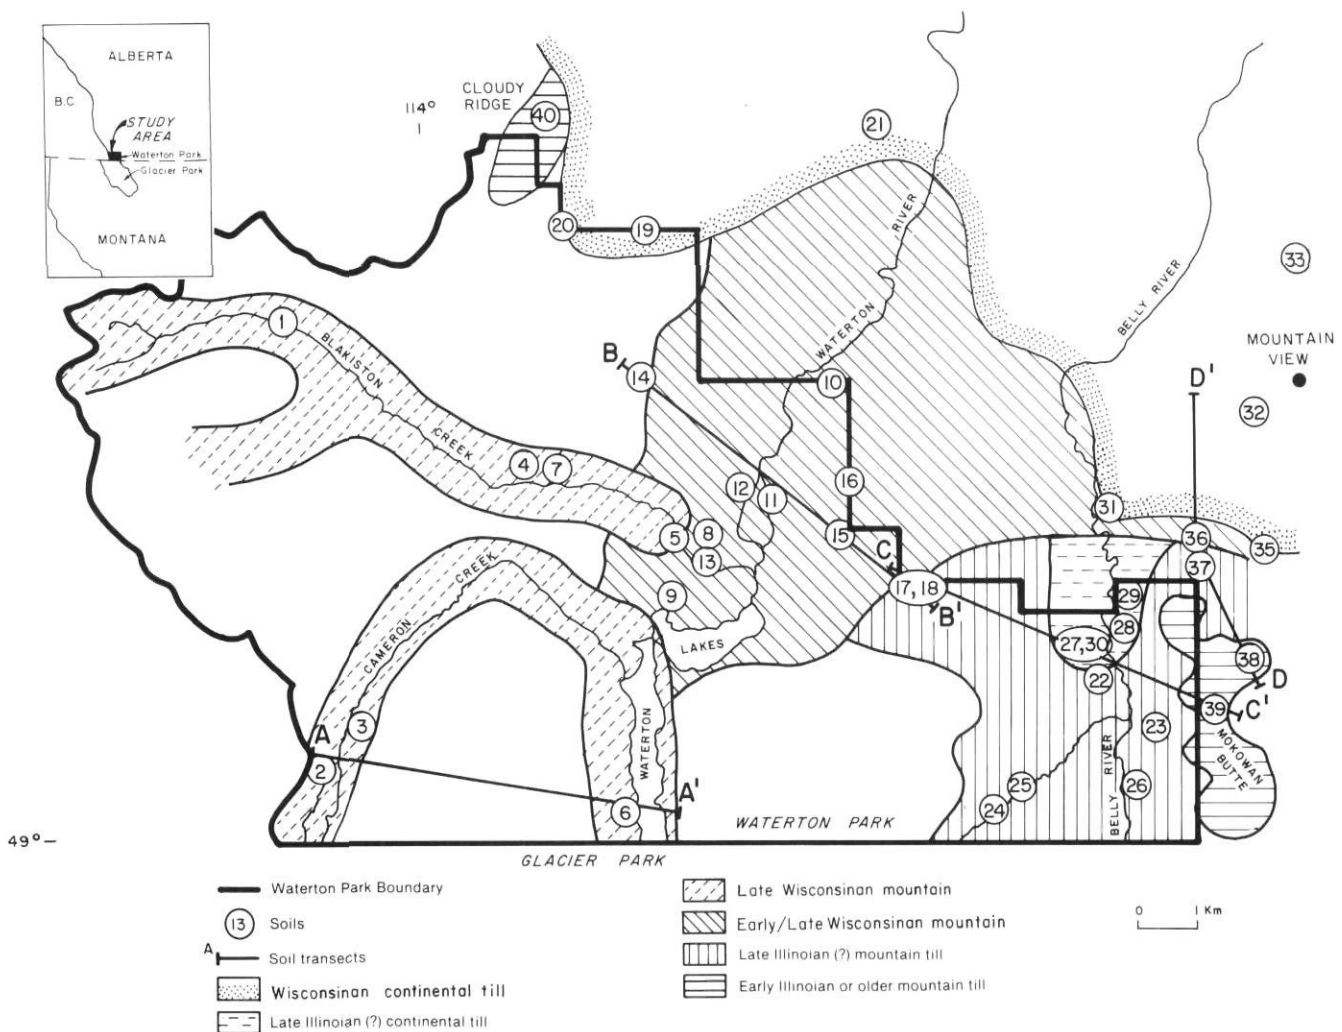 ALBERTA
B.C
STUDY
AREA
Waterton Park
Glacier Park
MONTANA
CLOUDY
RIDGE
114°
40
21
20
19
33
1
BLAKISTON
CREEK
WATERTON
RIVER
BELLY RIVER
MOUNTAIN
VIEW
B
14
10
D'
32
4
7
12
11
16
31
5
8
13
15
C
36
35
37
9
17, 18
B'
29
28
27,30
38
D
LAKES
CAMERON
CREEK
22
39
C'
3
WATERTON
23
MOKOWAN
BUTTE
A
2
A'
6
25
24
BELLY
RIVER
26
WATERTON PARK
49°
GLACIER PARK
Waterton Park Boundary
13 Soils
A
Soil transects
Wisconsinan continental till
Late Illinoian (?) continental till
Late Wisconsinan mountain
Early/Late Wisconsinan mountain
Late Illinoian (?) mountain till
Early Illinoian or older mountain till
0 1 Km